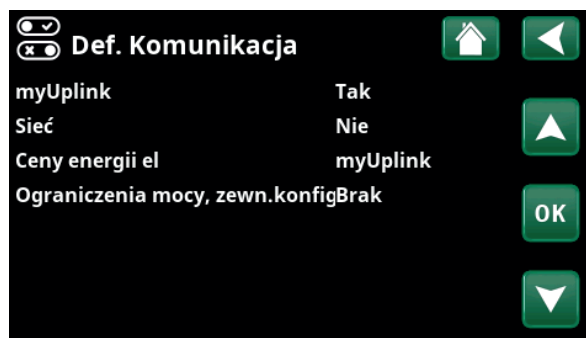 Def. Komunikacja
myUplink Tak
Sieć Nie
Ceny energii el myUplink
Ograniczenia mocy, zewn.konfigBrak
OK